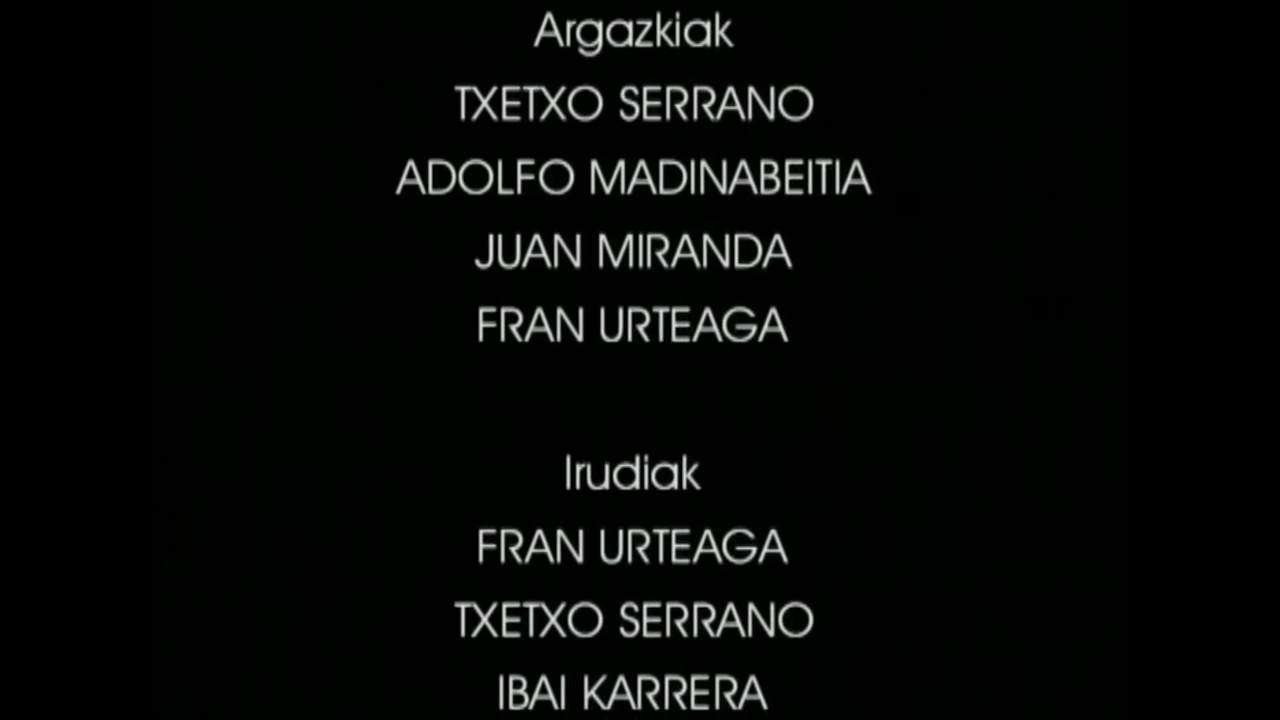 Argazkiak
TXETXO SERRANO
ADOLFO MADINABEITIA
JUAN MIRANDA
FRAN URTEAGA
Irudiak
FRAN URTEAGA
TXETXO SERRANO
IBAI KARRERA